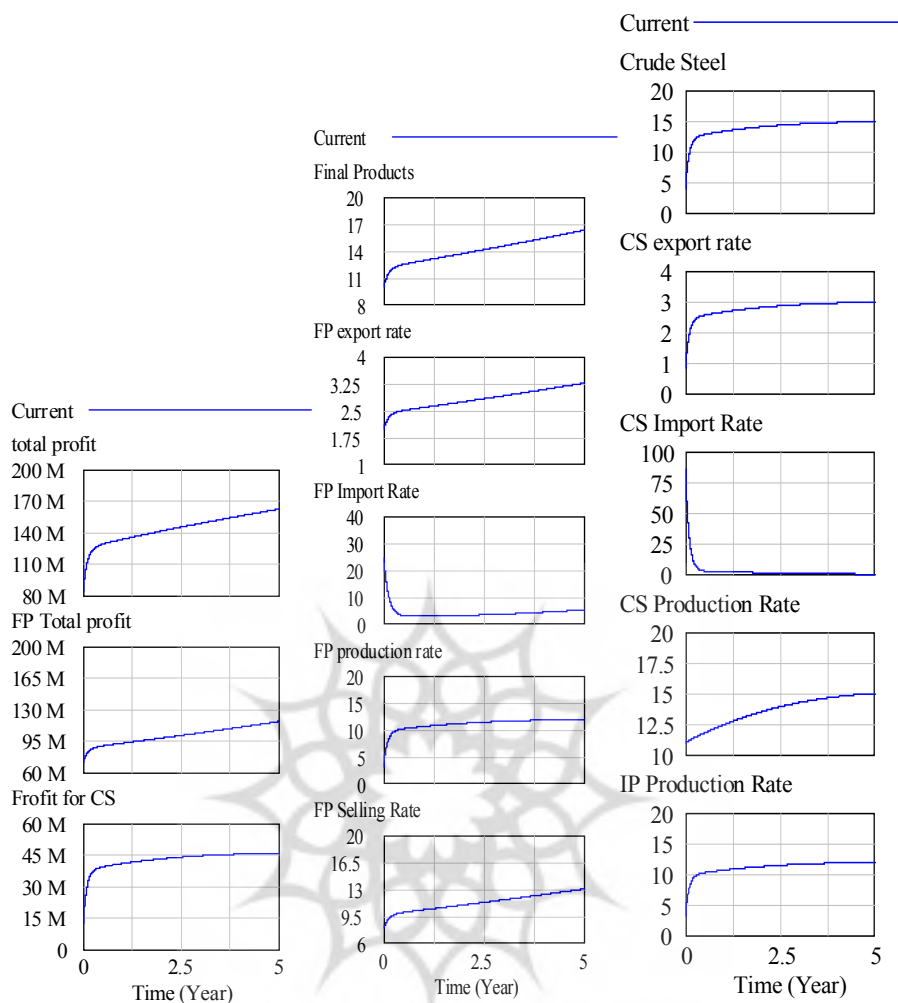 Current
total profit
200 M
170 M
140 M
110 M
80 M
FP Total profit
200 M
165 M
130 M
95 M
60 M
Frofit for CS
60 M
45 M
30 M
15 M
0
0 2.5 5
Time (Year)
Current
Final Products
20
17
14
11
8
FP export rate
4
3.25
2.5
1.75
1
FP Import Rate
40
30
20
10
0
FP production rate
20
15
10
5
0
FP Selling Rate
20
16.5
13
9.5
6
0 2.5 5
Time (Year)
Current
Crude Steel
20
15
10
5
0
CS export rate
4
3
2
1
0
CS Import Rate
100
75
50
25
0
CS Production Rate
20
17.5
15
12.5
10
IP Production Rate
20
15
10
5
0
0 2.5 5
Time (Year)